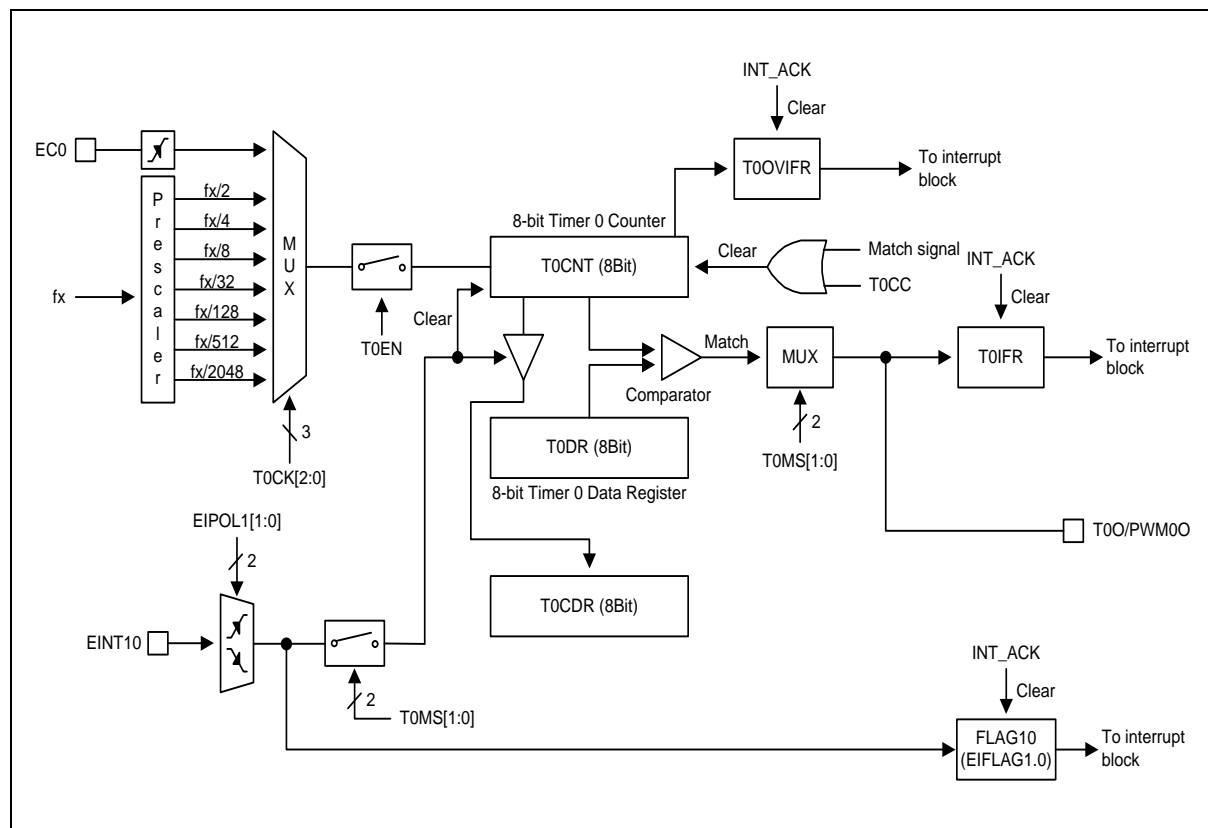 INT_ACK
Clear
EC0
T0OVIFR
To interrupt
block
Prescaler
fx/2
fx/4
fx/8
fx/32
fx/128
fx/512
fx/2048
fx
MUX
3
T0CK[2:0]
T0EN
8-bit Timer 0 Counter
T0CNT (8Bit)
Clear
Match signal
T0CC
INT_ACK
Clear
Clear
Match
Comparator
MUX
2
T0MS[1:0]
T0IFR
To interrupt
block
T0DR (8Bit)
8-bit Timer 0 Data Register
T0O/PWM0O
T0CDR (8Bit)
EIPOL1[1:0]
2
EINT10
2
T0MS[1:0]
INT_ACK
Clear
FLAG10
(EIFLAG1.0)
To interrupt
block